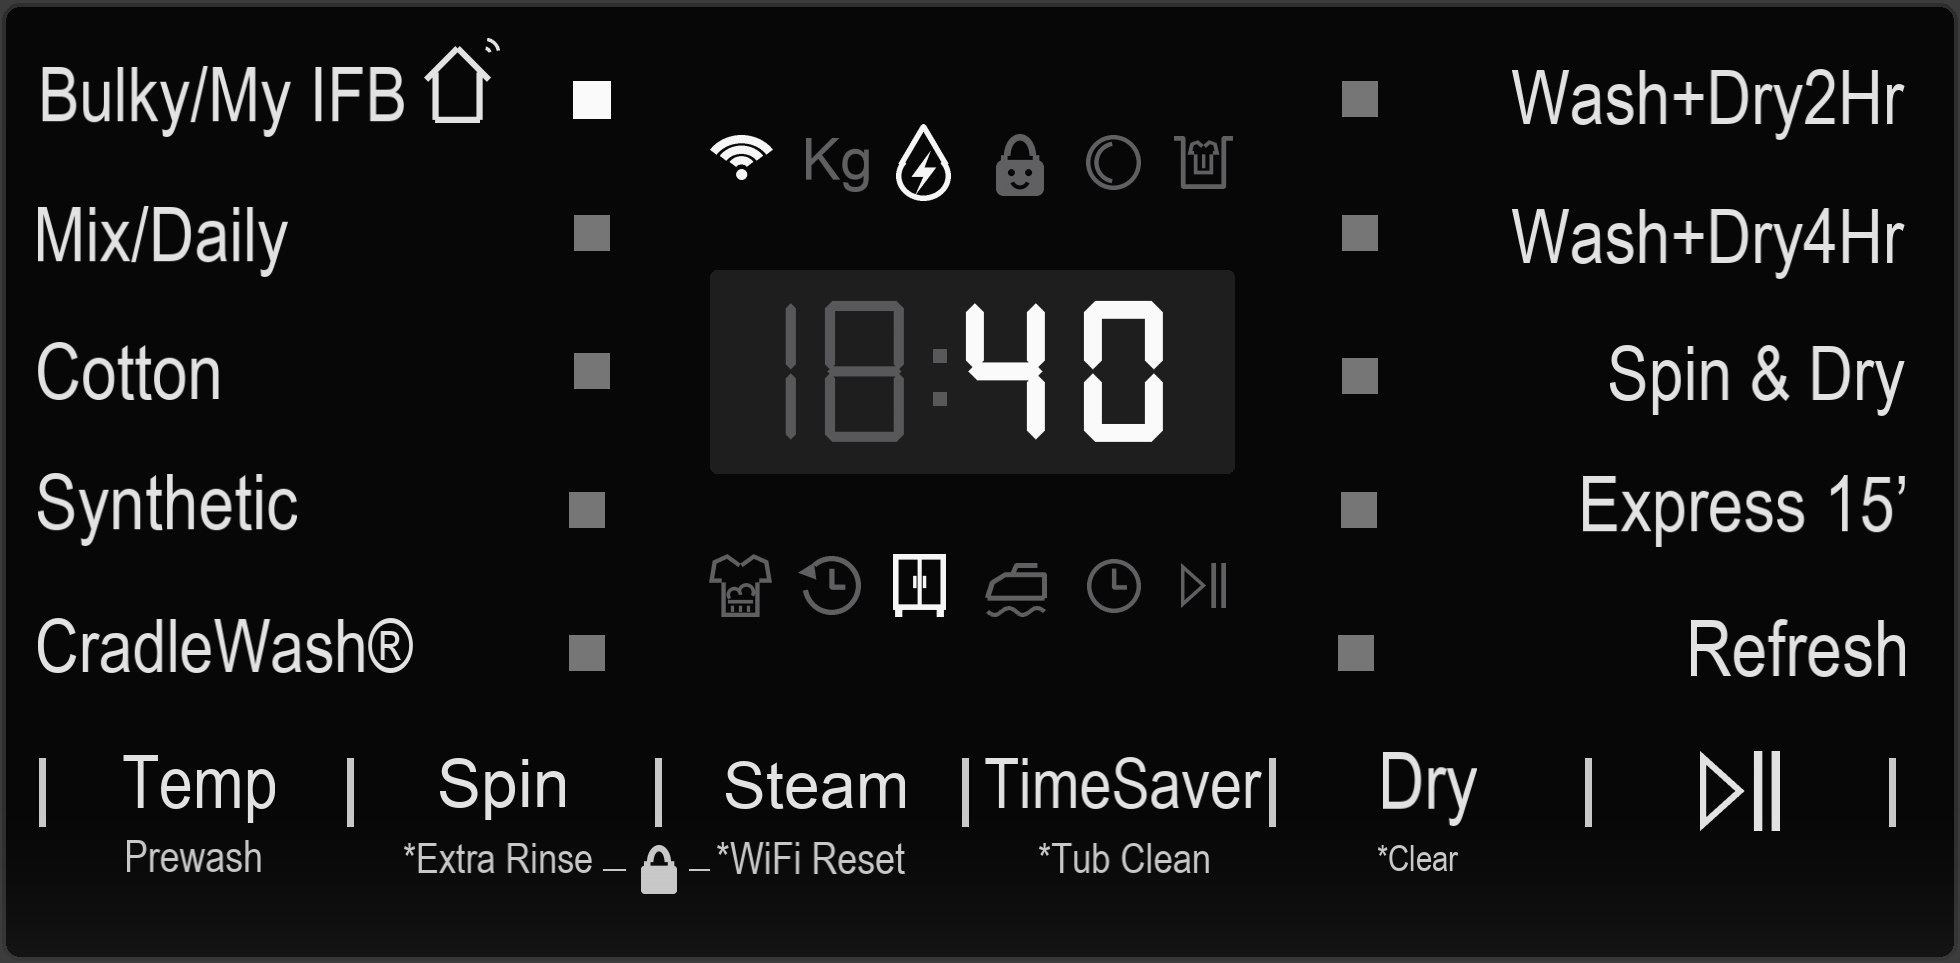 Bulky/My IFB
Wash+Dry2Hr
Kg
Mix/Daily
Wash+Dry4Hr
18:40
Cotton
Spin & Dry
Synthetic
Express 15’
CradleWash®
Refresh
Temp
Spin
Steam
TimeSaver
Dry
Prewash
*Extra Rinse
*WiFi Reset
*Tub Clean
*Clear